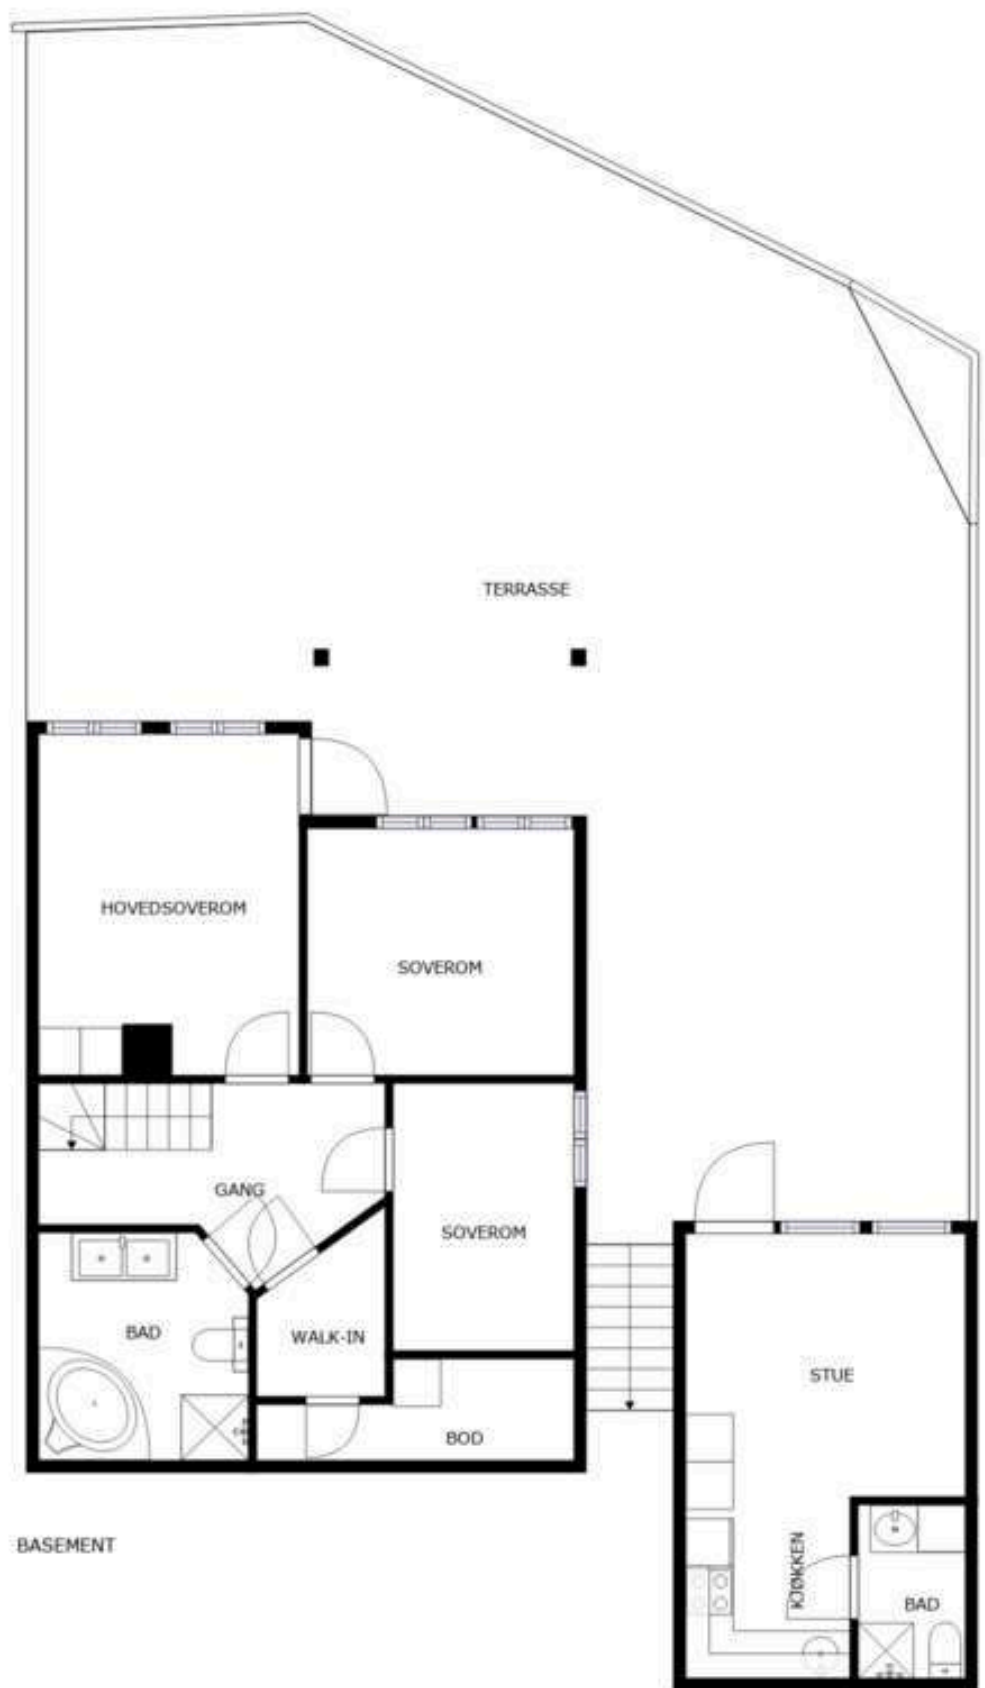 TERRASSE
HOVEDSOVEROM
SOVEROM
GANG
SOVEROM
BAD
WALK-IN
STUE
BOD
BASEMENT
KJØKKEN
BAD